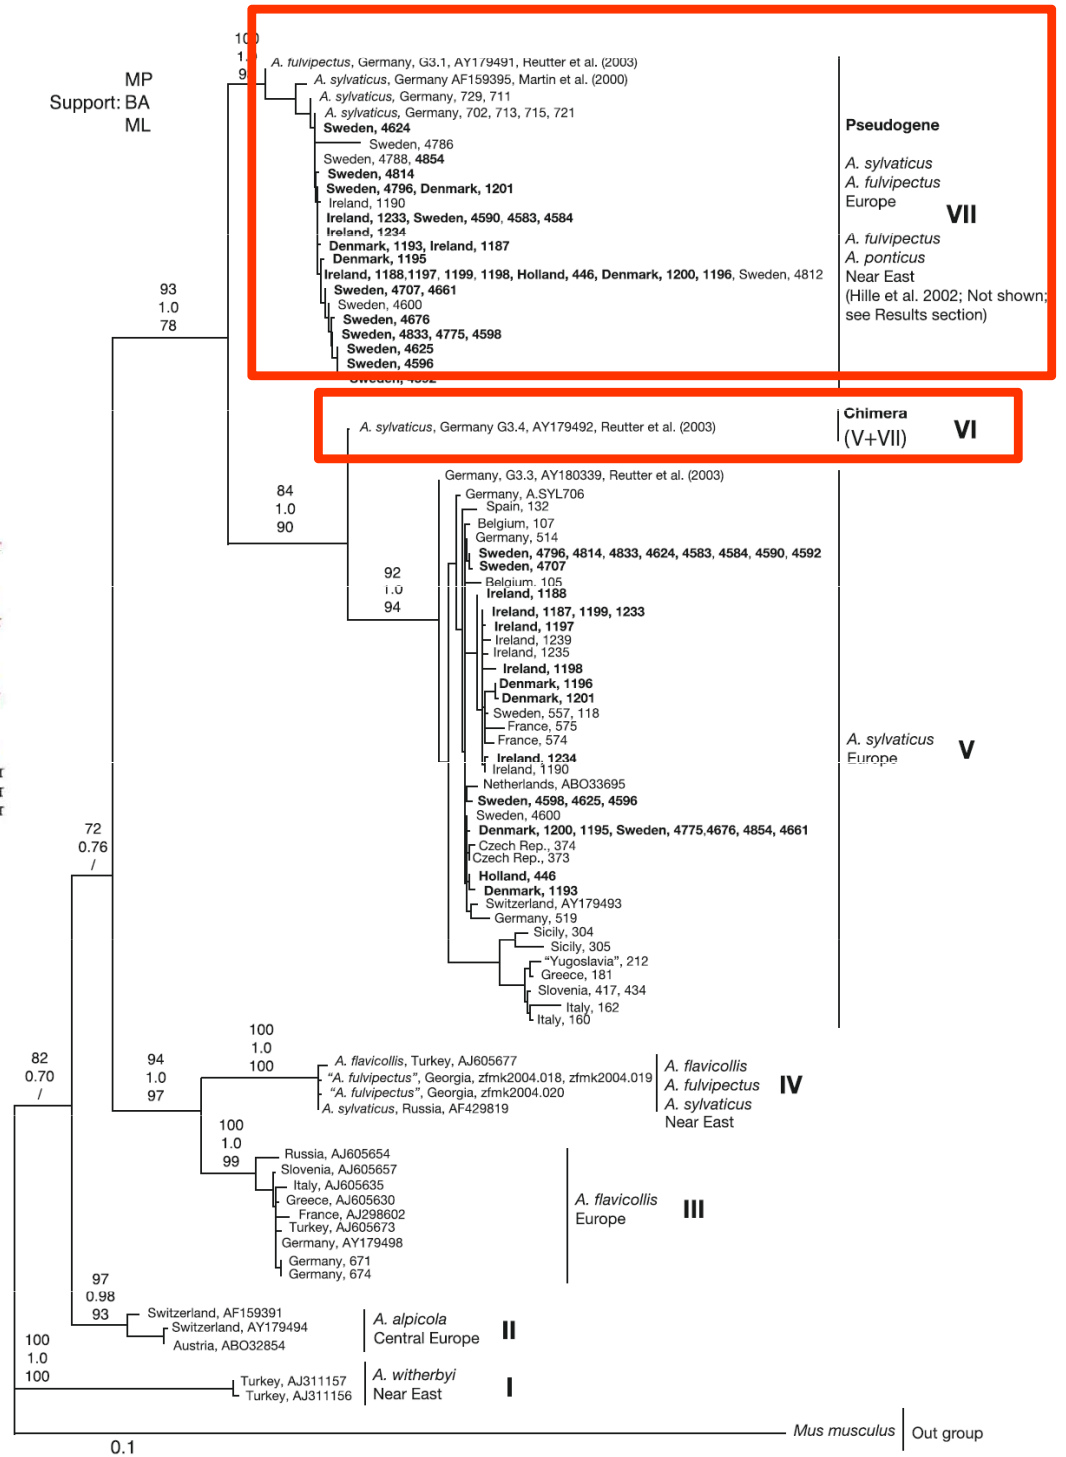 100
1.0
MP
Support: BA
ML
A. fulvipectus, Germany, G3.1, AY179491, Reutter et al. (2003)
A. sylvaticus, Germany AF159395, Martin et al. (2000)
A. sylvaticus, Germany, 729, 711
A. sylvaticus, Germany, 702, 713, 715, 721
Sweden, 4624
Sweden, 4786
Sweden, 4788, 4854
Sweden, 4814
Sweden, 4796, Denmark, 1201
Ireland, 1190
Ireland, 1233, Sweden, 4590, 4583, 4584
Ireland, 1234
Denmark, 1193, Ireland, 1187
Denmark, 1195
Ireland, 1188,1197, 1199, 1198, Holland, 446, Denmark, 1200, 1196, Sweden, 4812
Sweden, 4707, 4661
Sweden, 4600
Sweden, 4676
Sweden, 4833, 4775, 4598
Sweden, 4625
Sweden, 4596
Sweden, 4592
Pseudogene
A. sylvaticus
A. fulvipectus
Europe
VII
A. fulvipectus
A. ponticus
Near East
(Hille et al. 2002; Not shown;
see Results section)
93
1.0
78
A. sylvaticus, Germany G3.4, AY179492, Reutter et al. (2003)
Chimera
(V+VII)
VI
84
1.0
90
92
1.0
94
Germany, G3.3, AY180339, Reutter et al. (2003)
Germany, A.SYL706
Spain, 132
Belgium, 107
Germany, 514
Sweden, 4796, 4814, 4833, 4624, 4583, 4584, 4590, 4592
Sweden, 4707
Belgium, 105
Ireland, 1188
Ireland, 1187, 1199, 1233
Ireland, 1197
Ireland, 1239
Ireland, 1235
Ireland, 1198
Denmark, 1196
Denmark, 1201
Sweden, 557, 118
France, 575
France, 574
Ireland, 1234
Ireland, 1190
Netherlands, ABO33695
Sweden, 4598, 4625, 4596
Sweden, 4600
Denmark, 1200, 1195, Sweden, 4775,4676, 4854, 4661
Czech Rep., 374
Czech Rep., 373
Holland, 446
Denmark, 1193
Switzerland, AY179493
Germany, 519
Sicily, 304
Sicily, 305
"Yugoslavia", 212
Greece, 181
Slovenia, 417, 434
Italy, 162
Italy, 160
A. sylvaticus
Europe
V
72
0.76
/
82
0.70
/
94
1.0
97
100
1.0
100
A. flavicollis, Turkey, AJ605677
"A. fulvipectus", Georgia, zfmk2004.018, zfmk2004.019
"A. fulvipectus", Georgia, zfmk2004.020
A. sylvaticus, Russia, AF429819
A. flavicollis
A. fulvipectus
A. sylvaticus
Near East
IV
100
1.0
99
Russia, AJ605654
Slovenia, AJ605657
Italy, AJ605635
Greece, AJ605630
France, AJ298602
Turkey, AJ605673
Germany, AY179498
Germany, 671
Germany, 674
A. flavicollis
Europe
III
97
0.98
93
Switzerland, AF159391
Switzerland, AY179494
Austria, ABO32854
A. alpicola
Central Europe
II
100
1.0
100
Turkey, AJ311157
Turkey, AJ311156
A. witherbyi
Near East
I
Mus musculus
Out group
0.1